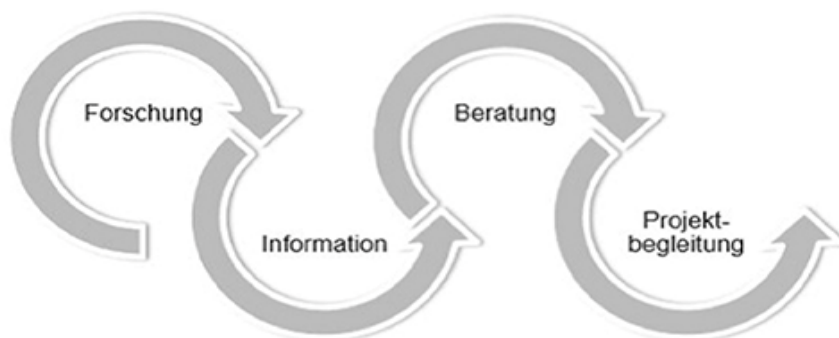 Forschung
Information
Beratung
Projekt-
begleitung